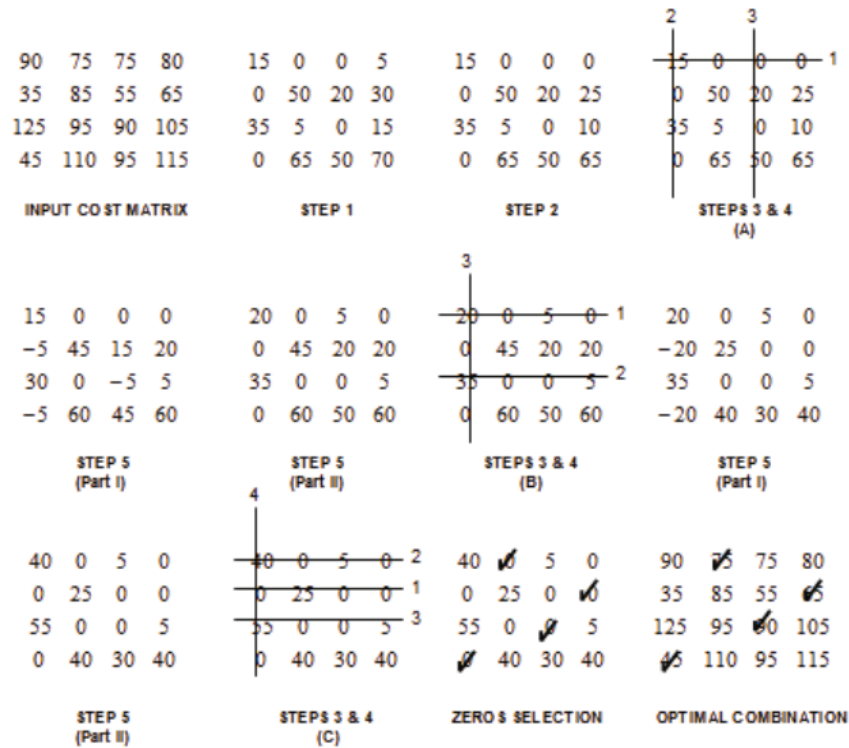 2 3
90 75 75 80 15 0 0 5 15 0 0 0 15 0 0 0 1
35 85 55 65 0 50 20 30 0 50 20 25 0 50 20 25
125 95 90 105 35 5 0 15 35 5 0 10 35 5 0 10
45 110 95 115 0 65 50 70 0 65 50 65 0 65 50 65
INPUT COST MATRIX STEP 1 STEP 2 STEPS 3 & 4
(A)
3
15 0 0 0 20 0 5 0 20 0 5 0 1 20 0 5 0
−5 45 15 20 0 45 20 20 0 45 20 20 −20 25 0 0
30 0 −5 5 35 0 0 5 35 0 0 5 2 35 0 0 5
−5 60 45 60 0 60 50 60 0 60 50 60 −20 40 30 40
STEP 5 STEP 5 STEPS 3 & 4 STEP 5
(Part I) (Part II) (B) (Part I)
4
40 0 5 0 40 0 5 0 2 40 0 5 0 90 75 75 80
0 25 0 0 0 25 0 0 1 0 25 0 0 35 85 55 65
55 0 0 5 55 0 0 5 3 55 0 0 5 125 95 90 105
0 40 30 40 0 40 30 40 0 40 30 40 45 110 95 115
STEP 5 STEPS 3 & 4 ZEROS SELECTION OPTIMAL COMBINATION
(Part II) (C)